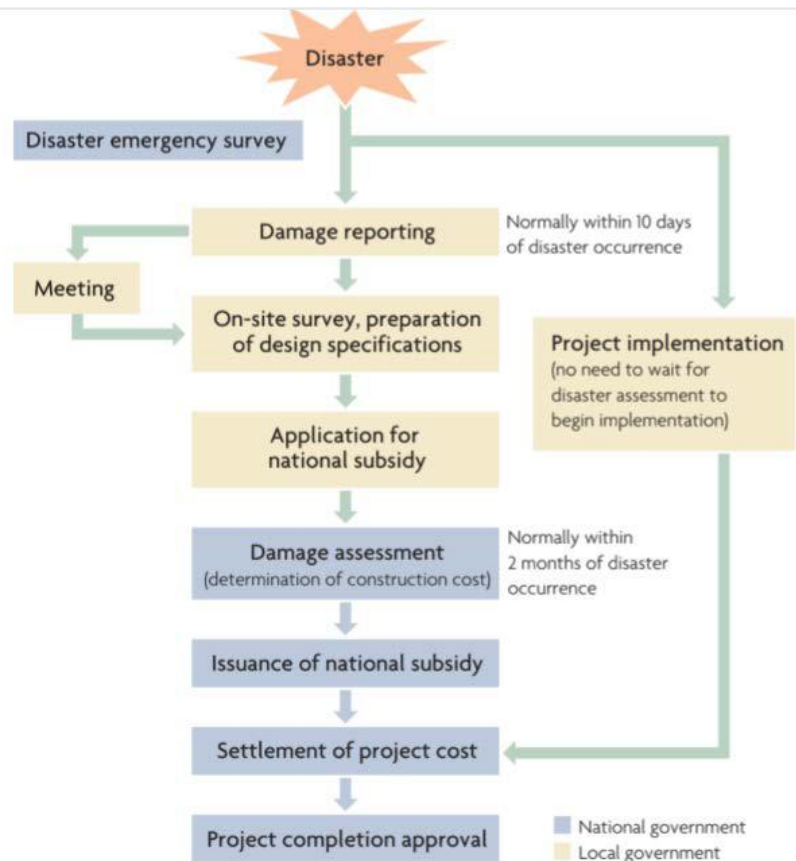 Disaster
Disaster emergency survey
Damage reporting
Normally within 10 days
of disaster occurrence
Meeting
On-site survey, preparation
of design specifications
Project implementation
(no need to wait for
disaster assessment to
begin implementation)
Application for
national subsidy
Damage assessment
(determination of construction cost)
Normally within
2 months of disaster
occurrence
Issuance of national subsidy
Settlement of project cost
Project completion approval
National government
Local government